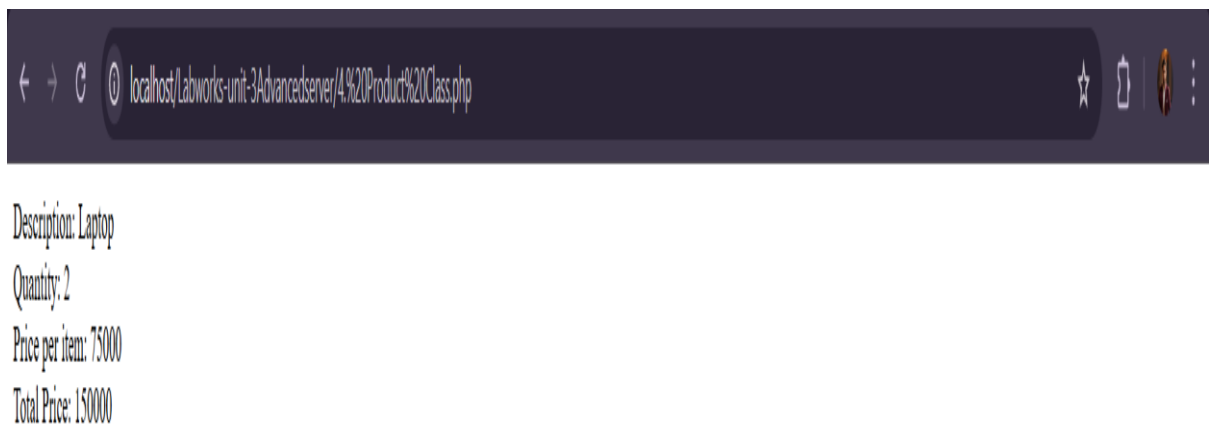 localhost/Labworks-unit-3Advancedserver/4.%20Product%20Class.php
Description: Laptop
Quantity: 2
Price per item: 75000
Total Price: 150000